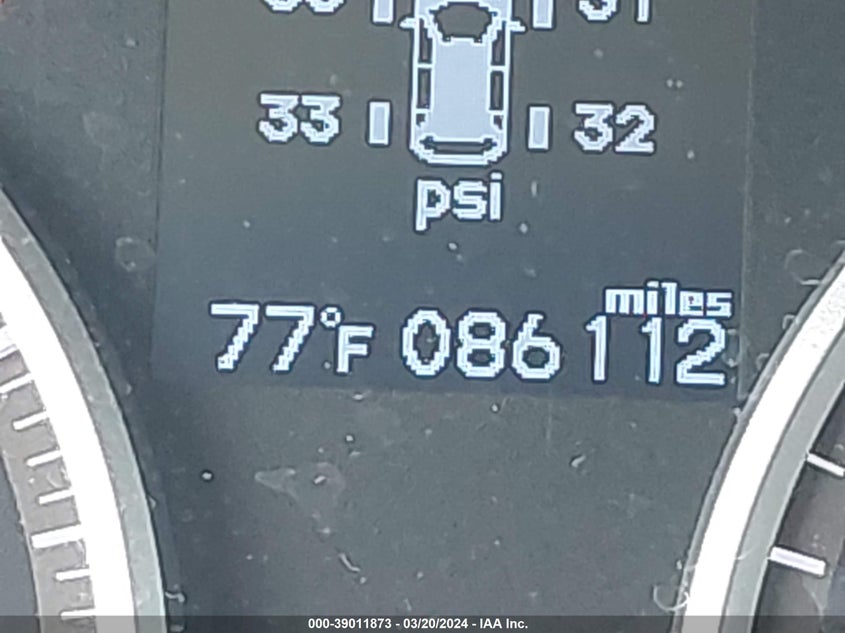 33 32
psi
miles
77°F 086112
000-39011873 - 03/20/2024 - IAA Inc.